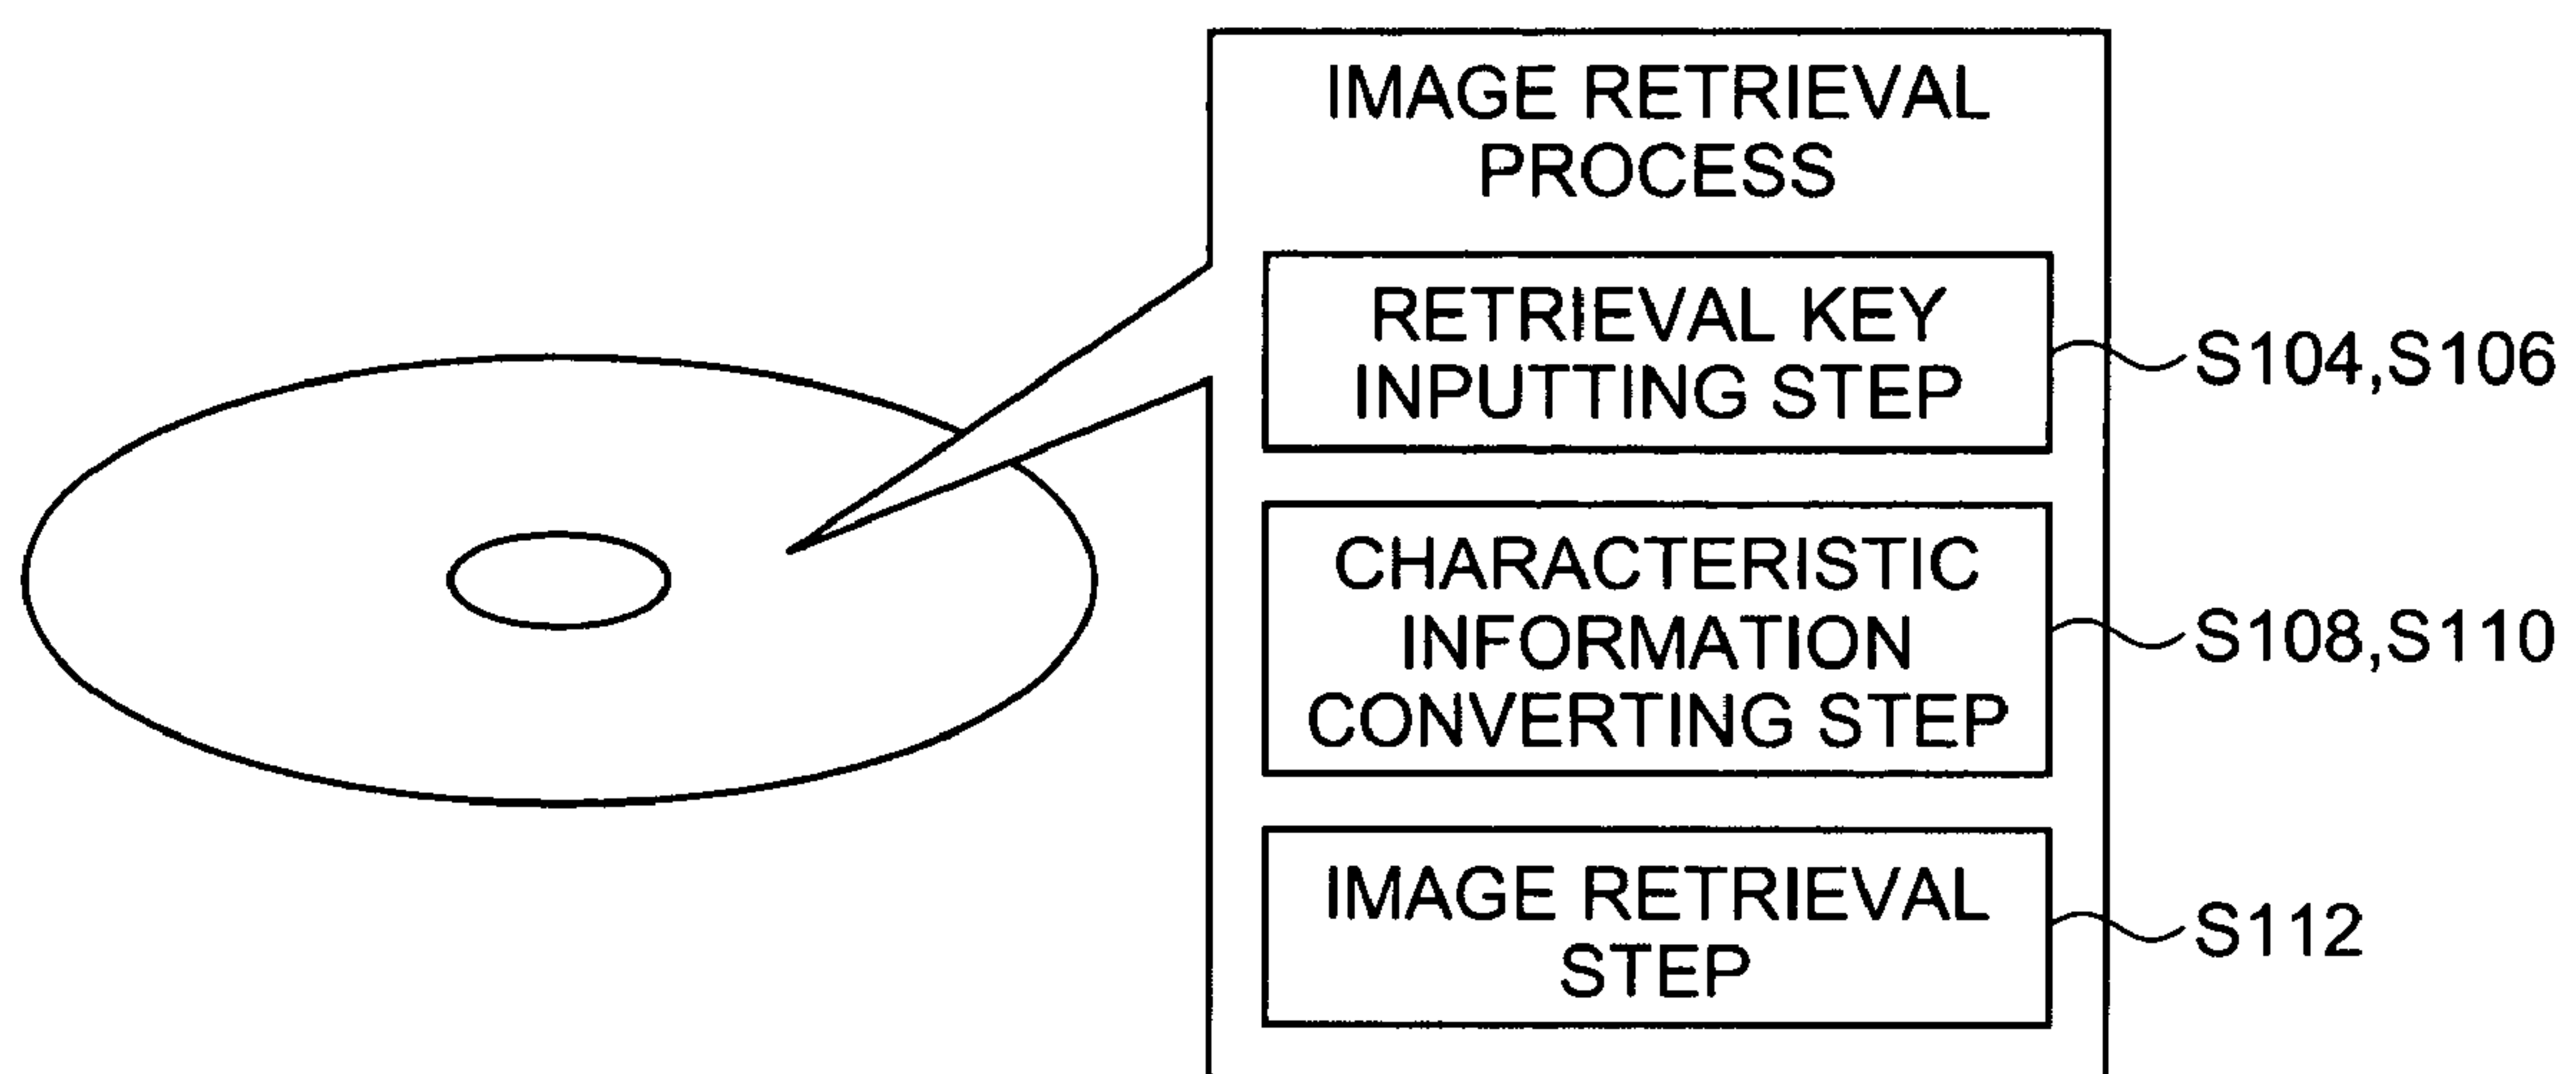 IMAGE RETRIEVAL
PROCESS
RETRIEVAL KEY
INPUTTING STEP
S104,S106
CHARACTERISTIC
INFORMATION
CONVERTING STEP
S108,S110
IMAGE RETRIEVAL
STEP
S112